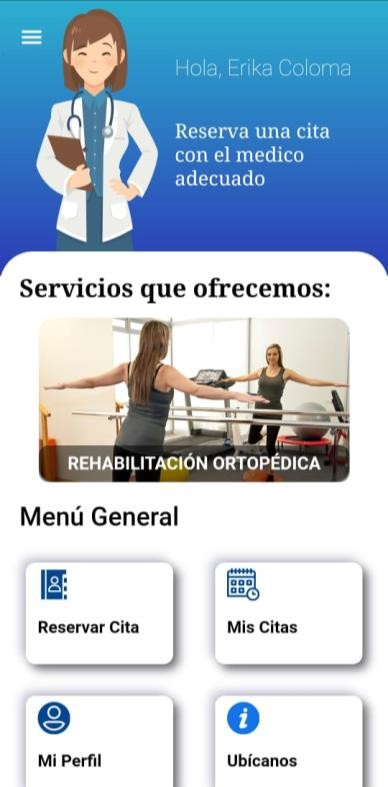 Hola, Erika Coloma
Reserva una cita
con el medico
adecuado
Servicios que ofrecemos:
REHABILITACIÓN ORTOPÉDICA
Menú General
Reservar Cita
Mis Citas
Mi Perfil
Ubícanos